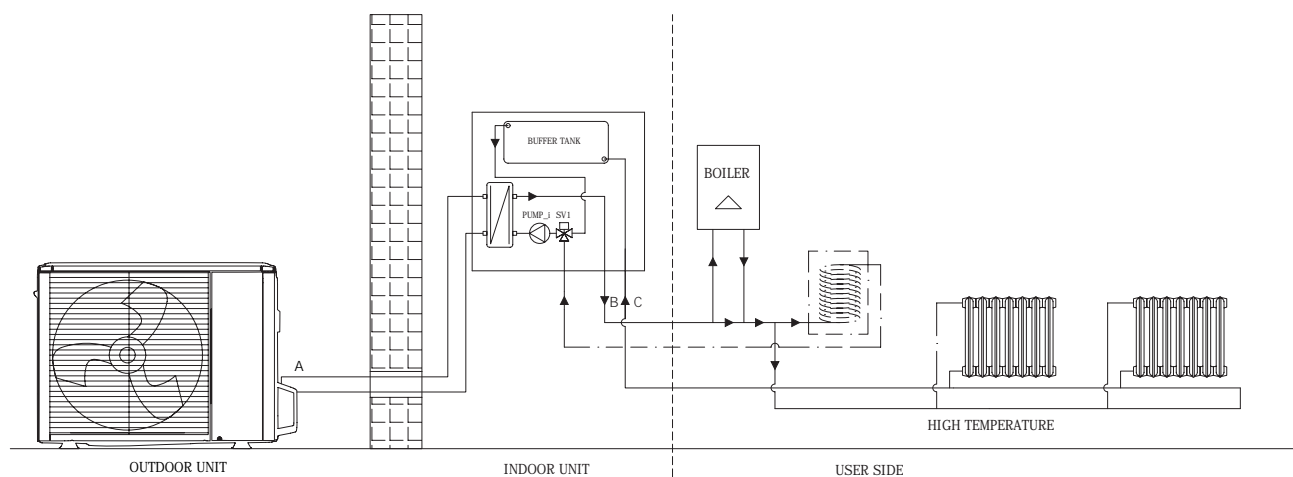 BUFFER TANK
PUMP_i SV1
BOILER
B C
A
HIGH TEMPERATURE
OUTDOOR UNIT
INDOOR UNIT
USER SIDE